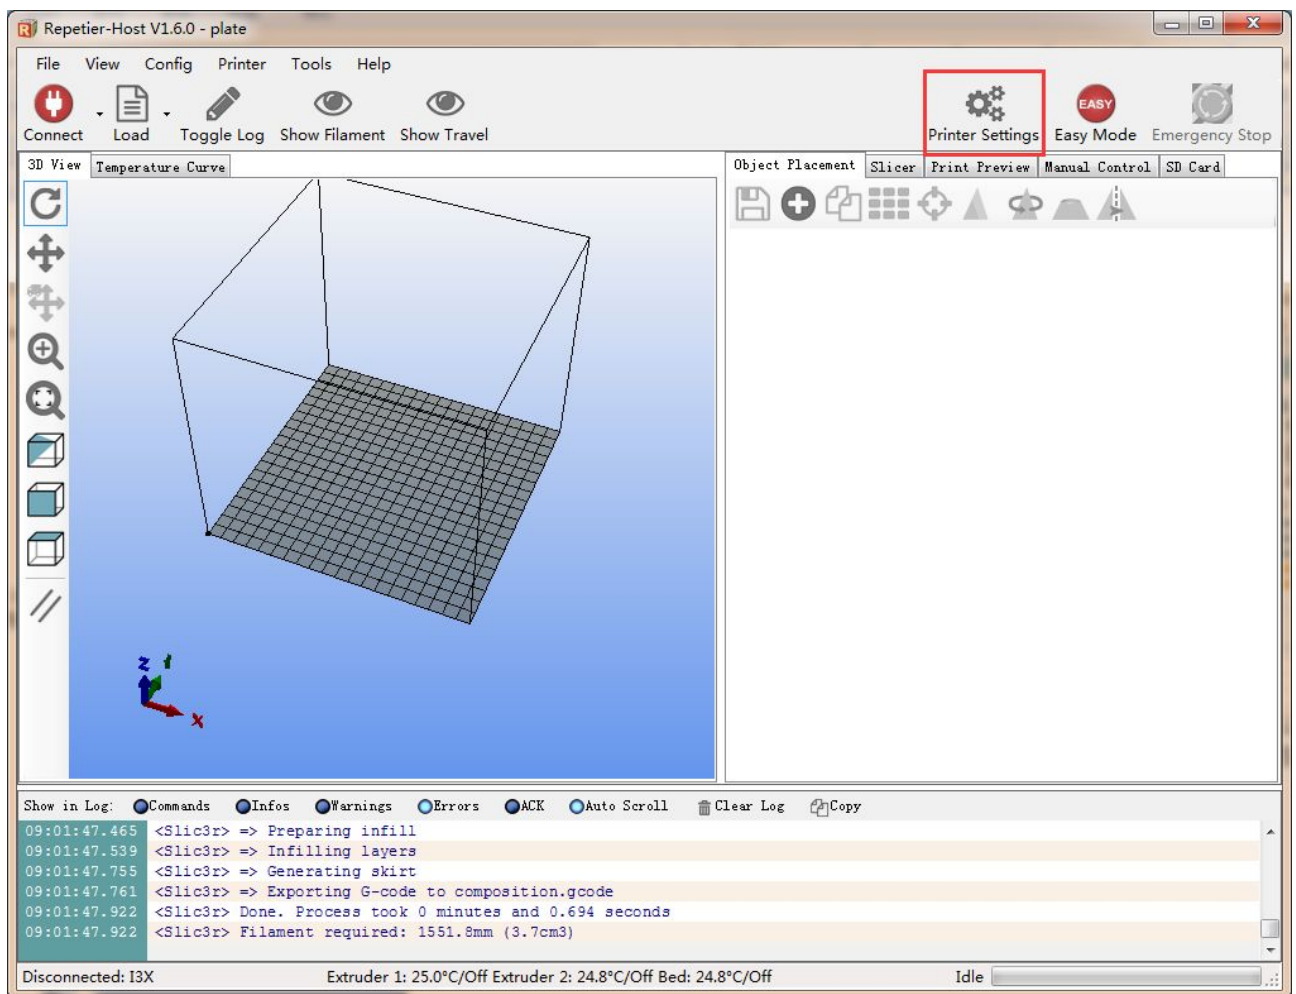 Repetier-Host V1.6.0 - plate
File View Config Printer Tools Help
EASY
Connect Load Toggle Log Show Filament Show Travel Printer Settings Easy Mode Emergency Stop
3D View Temperature Curve
Object Placement Slicer Print Preview Manual Control SD Card
Z
X
Show in Log: Commands Infos Warnings Errors ACK Auto Scroll Clear Log Copy
09:01:47.465 <Slic3r> => Preparing infill
09:01:47.539 <Slic3r> => Infilling layers
09:01:47.755 <Slic3r> => Generating skirt
09:01:47.761 <Slic3r> => Exporting G-code to composition.gcode
09:01:47.922 <Slic3r> Done. Process took 0 minutes and 0.694 seconds
09:01:47.922 <Slic3r> Filament required: 1551.8mm (3.7cm3)
Disconnected: I3X Extruder 1: 25.0°C/Off Extruder 2: 24.8°C/Off Bed: 24.8°C/Off Idle